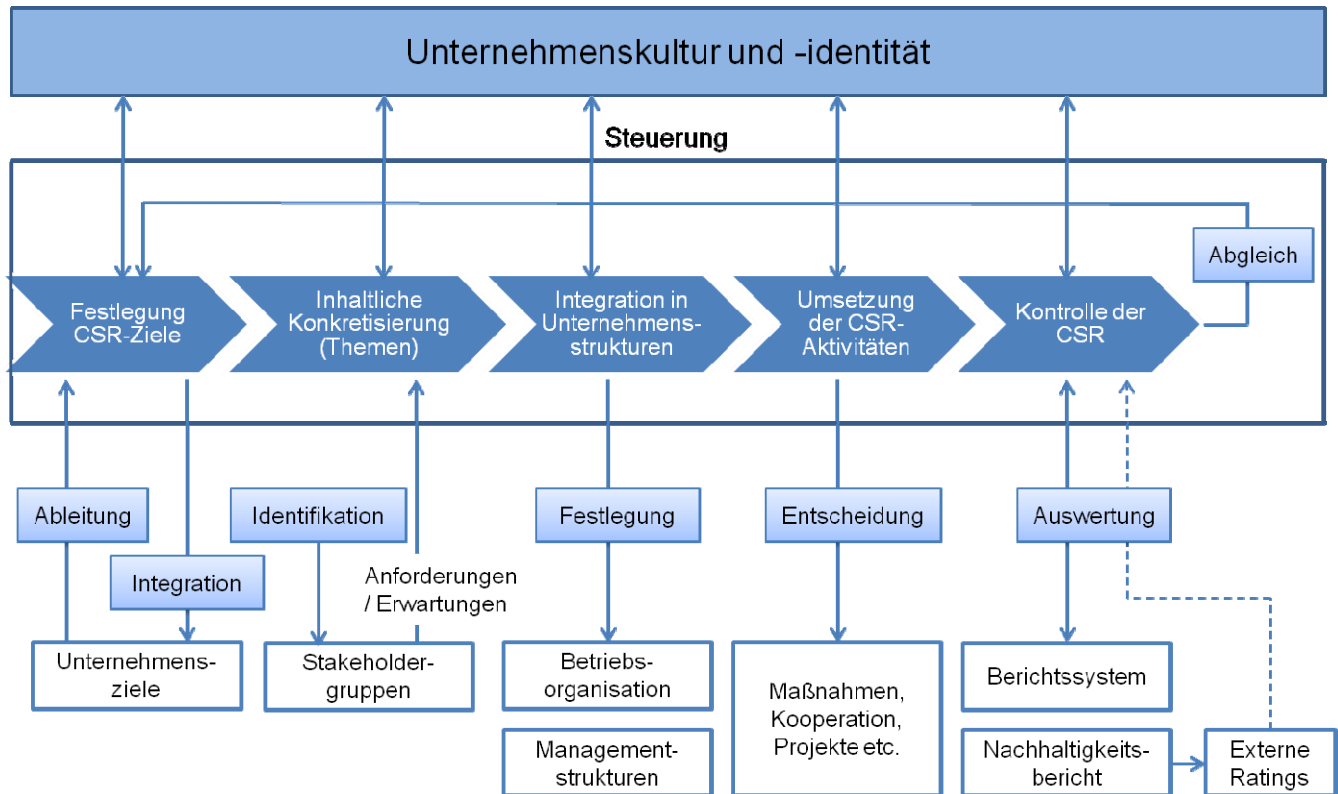 Unternehmenskultur und -identität
Steuerung
Abgleich
Festlegung
CSR-Ziele
Inhaltliche
Konkretisierung
(Themen)
Integration in
Unternehmens-
strukturen
Umsetzung
der CSR-
Aktivitäten
Kontrolle der
CSR
Ableitung
Integration
Identifikation
Anforderungen
/ Erwartungen
Festlegung
Entscheidung
Auswertung
Unternehmens-
ziele
Stakeholder-
gruppen
Betriebs-
organisation
Management-
strukturen
Maßnahmen,
Kooperation,
Projekte etc.
Berichtssystem
Nachhaltigkeits-
bericht
Externe
Ratings